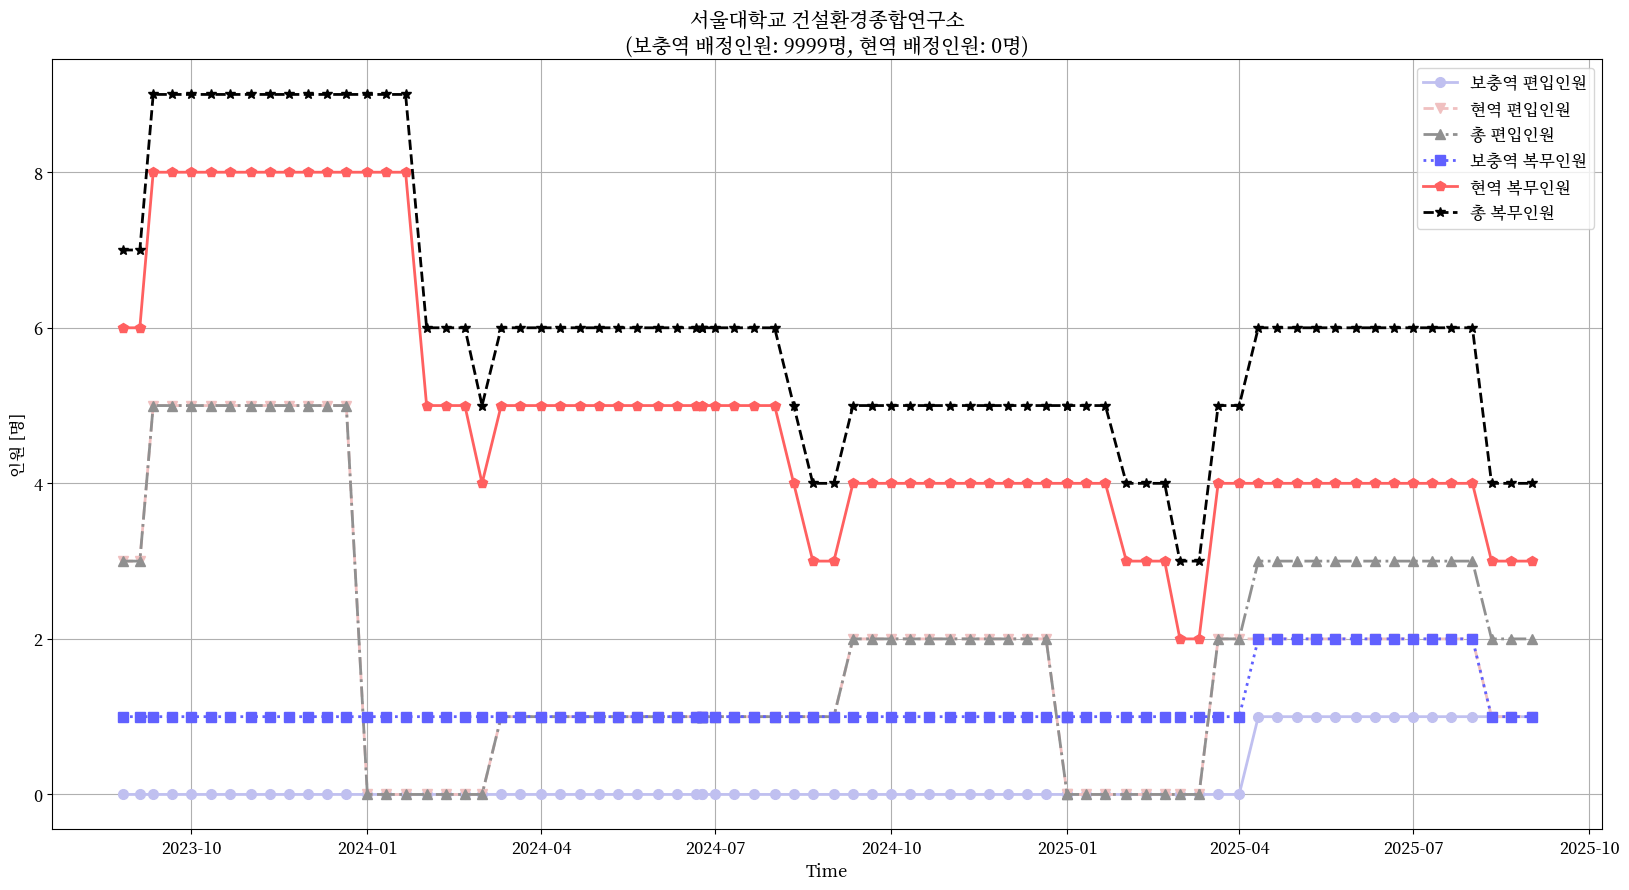 서울대학교 건설환경종합연구소
(보충역 배정인원: 9999명, 현역 배정인원: 0명)
보충역 편입인원
현역 편입인원
총 편입인원
보충역 복무인원
현역 복무인원
총 복무인원
인원 [명]
8
6
4
2
0
2023-10
2024-01
2024-04
2024-07
2024-10
2025-01
2025-04
2025-07
2025-10
Time